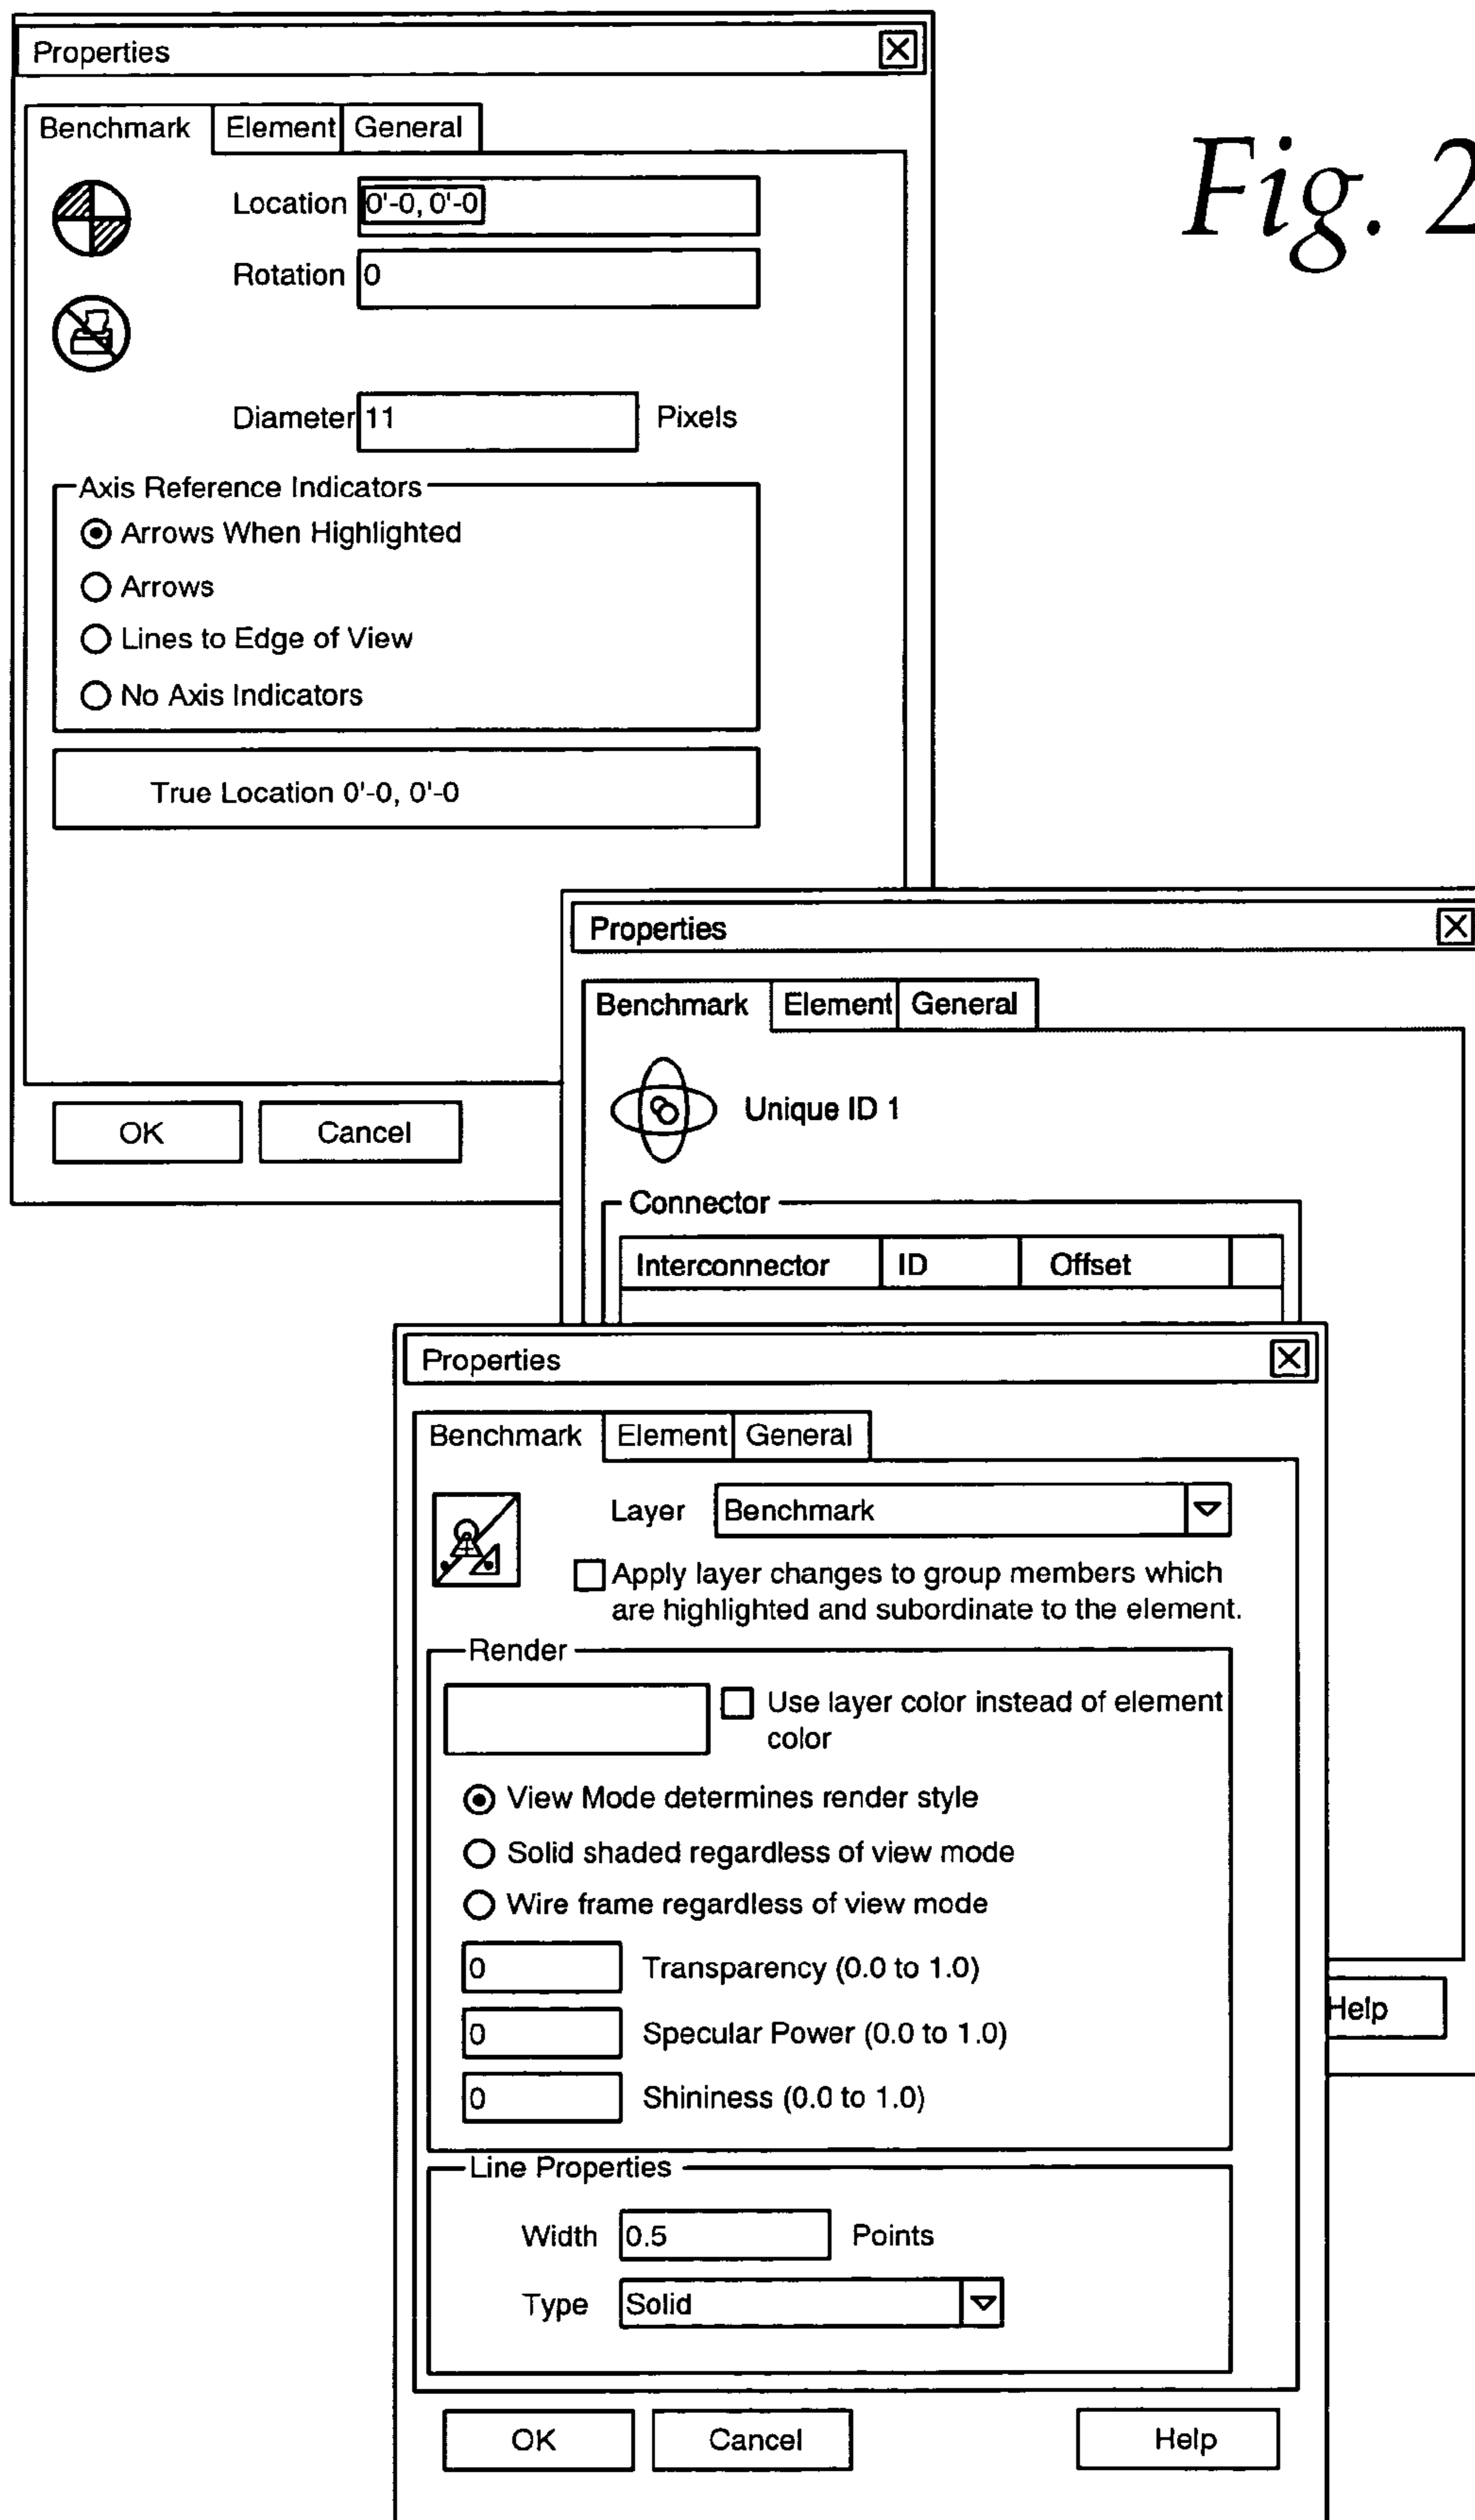 Properties
Benchmark Element General
Fig. 2
Location 0'-0, 0'-0
Rotation 0
Diameter 11 Pixels
Axis Reference Indicators
Arrows When Highlighted
Arrows
Lines to Edge of View
No Axis Indicators
True Location 0'-0, 0'-0
OK Cancel
Properties
Benchmark Element General
Unique ID 1
Connector
Interconnector ID Offset
Help
Properties
Benchmark Element General
Layer Benchmark
Apply layer changes to group members which
are highlighted and subordinate to the element.
Render
Use layer color instead of element
color
View Mode determines render style
Solid shaded regardless of view mode
Wire frame regardless of view mode
0 Transparency (0.0 to 1.0)
0 Specular Power (0.0 to 1.0)
0 Shininess (0.0 to 1.0)
Line Properties
Width 0.5 Points
Type Solid
OK Cancel Help